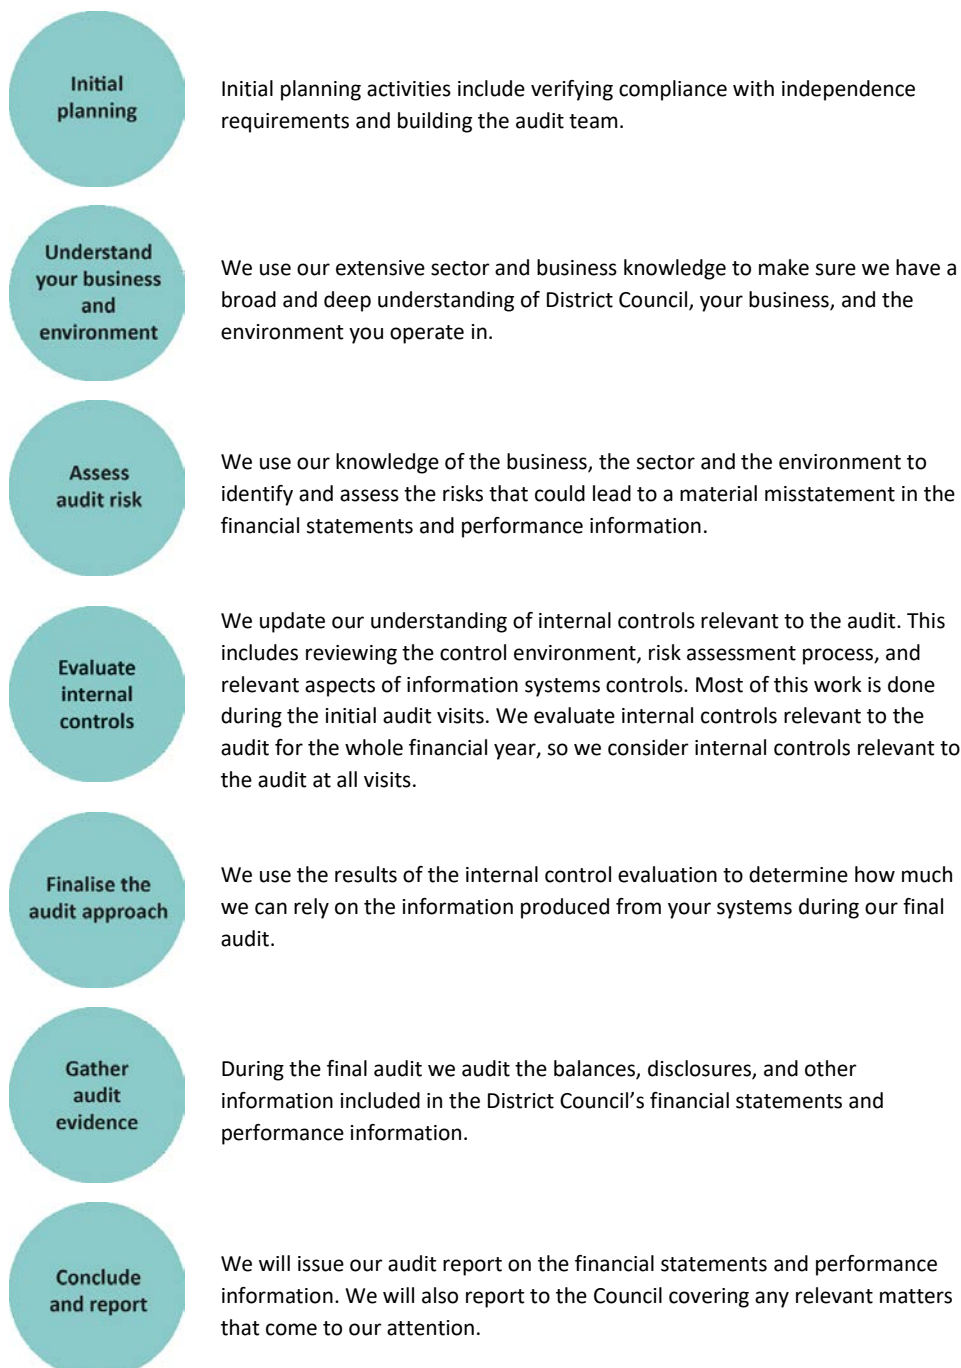 Initial
planning
Initial planning activities include verifying compliance with independence
requirements and building the audit team.
Understand
your business
and
environment
We use our extensive sector and business knowledge to make sure we have a
broad and deep understanding of District Council, your business, and the
environment you operate in.
Assess
audit risk
We use our knowledge of the business, the sector and the environment to
identify and assess the risks that could lead to a material misstatement in the
financial statements and performance information.
Evaluate
internal
controls
We update our understanding of internal controls relevant to the audit. This
includes reviewing the control environment, risk assessment process, and
relevant aspects of information systems controls. Most of this work is done
during the initial audit visits. We evaluate internal controls relevant to the
audit for the whole financial year, so we consider internal controls relevant to
the audit at all visits.
Finalise the
audit approach
We use the results of the internal control evaluation to determine how much
we can rely on the information produced from your systems during our final
audit.
Gather
audit
evidence
During the final audit we audit the balances, disclosures, and other
information included in the District Council’s financial statements and
performance information.
Conclude
and report
We will issue our audit report on the financial statements and performance
information. We will also report to the Council covering any relevant matters
that come to our attention.